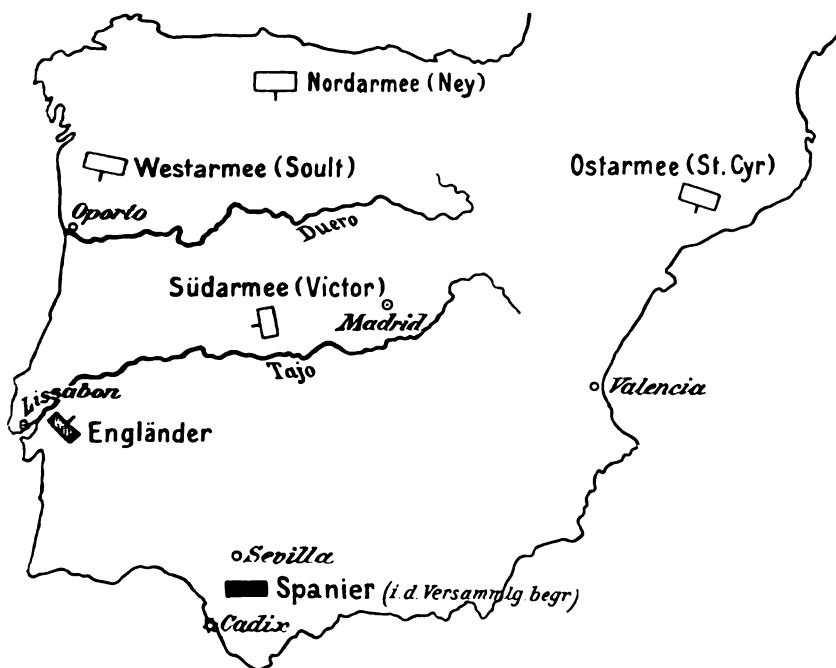 Nordarmee (Ney)
Westarmee (Soult)
Ostarmee (St. Cyr)
Oporto
Duero
Südarmee (Victor)
Madrid
Tajo
Lissabon
Valencia
Engländer
Sevilla
Spanier (i.d. Versammlg. begr)
Cadix